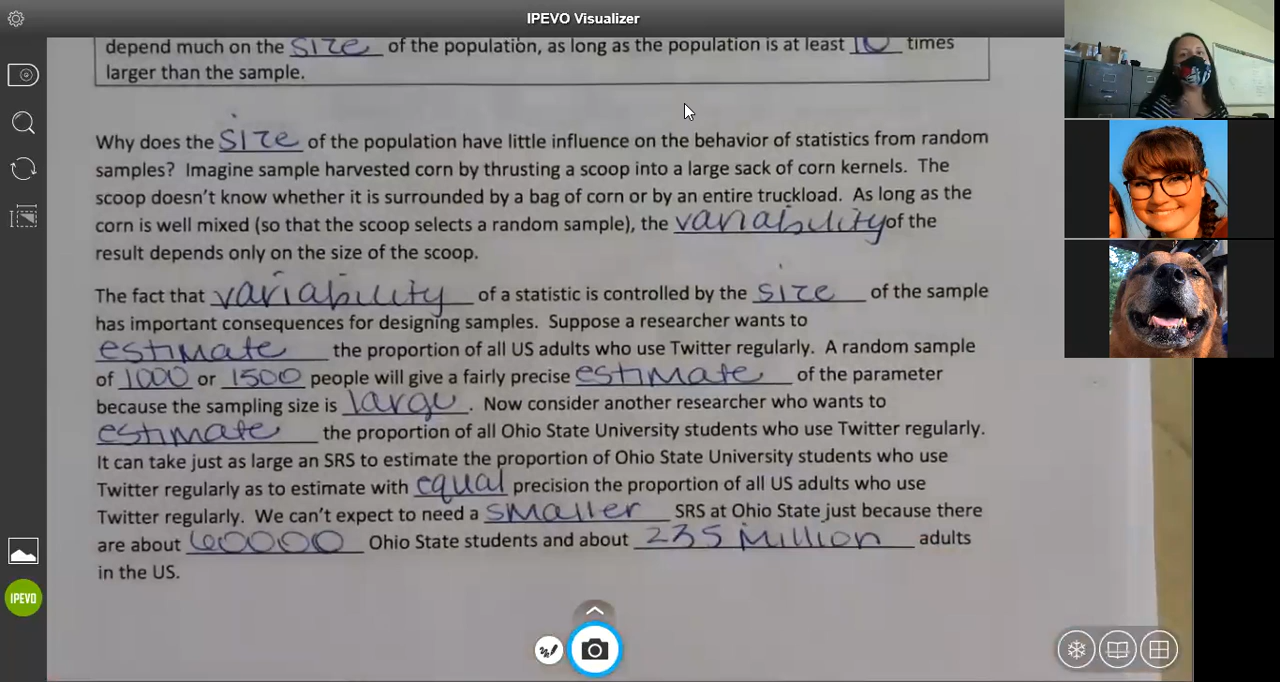 IPEVO Visualizer
depend much on the size of the population, as long as the population is at least 10 times
larger than the sample.
Why does the size of the population have little influence on the behavior of statistics from random
samples? Imagine sample harvested corn by thrusting a scoop into a large sack of corn kernels. The
scoop doesn't know whether it is surrounded by a bag of corn or by an entire truckload. As long as the
corn is well mixed (so that the scoop selects a random sample), the variability of the
result depends only on the size of the scoop.
The fact that variability of a statistic is controlled by the size of the sample
has important consequences for designing samples. Suppose a researcher wants to
estimate the proportion of all US adults who use Twitter regularly. A random sample
of 1000 or 1500 people will give a fairly precise estimate of the parameter
because the sampling size is large. Now consider another researcher who wants to
estimate the proportion of all Ohio State University students who use Twitter regularly.
It can take just as large an SRS to estimate the proportion of Ohio State University students who use
Twitter regularly as to estimate with equal precision the proportion of all US adults who use
Twitter regularly. We can't expect to need a smaller SRS at Ohio State just because there
are about 60000 Ohio State students and about 235 Million adults
in the US.
IPEVO